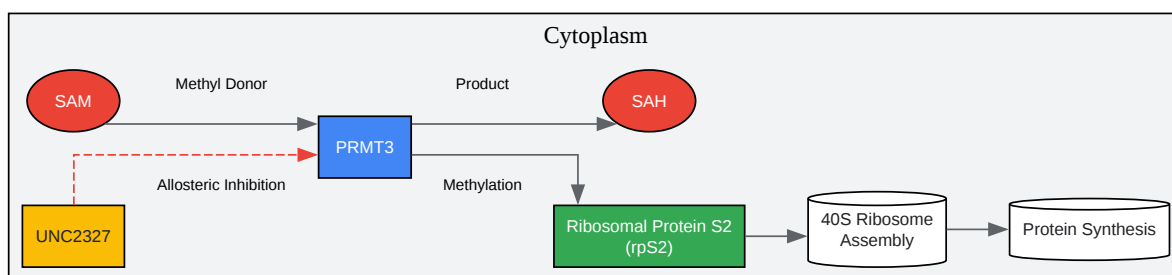 Cytoplasm
Methyl Donor
Product
SAM
SAH
PRMT3
Allosteric Inhibition
Methylation
UNC2327
Ribosomal Protein S2
(rpS2)
40S Ribosome
Assembly
Protein Synthesis